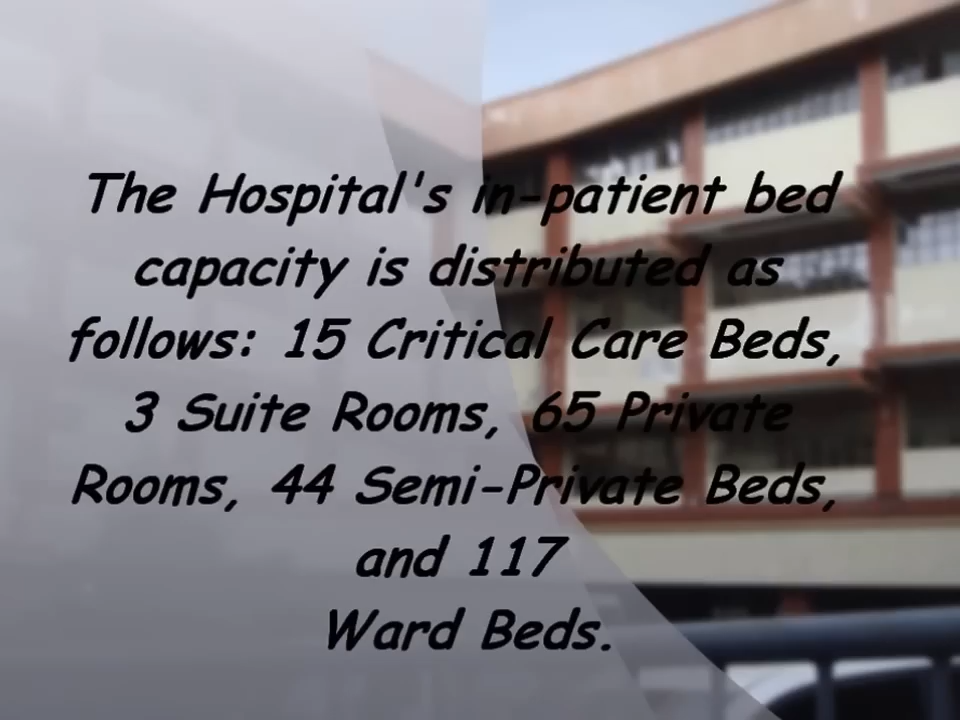 The Hospital's in-patient bed
capacity is distributed as
follows: 15 Critical Care Beds,
3 Suite Rooms, 65 Private
Rooms, 44 Semi-Private Beds,
and 117
Ward Beds.